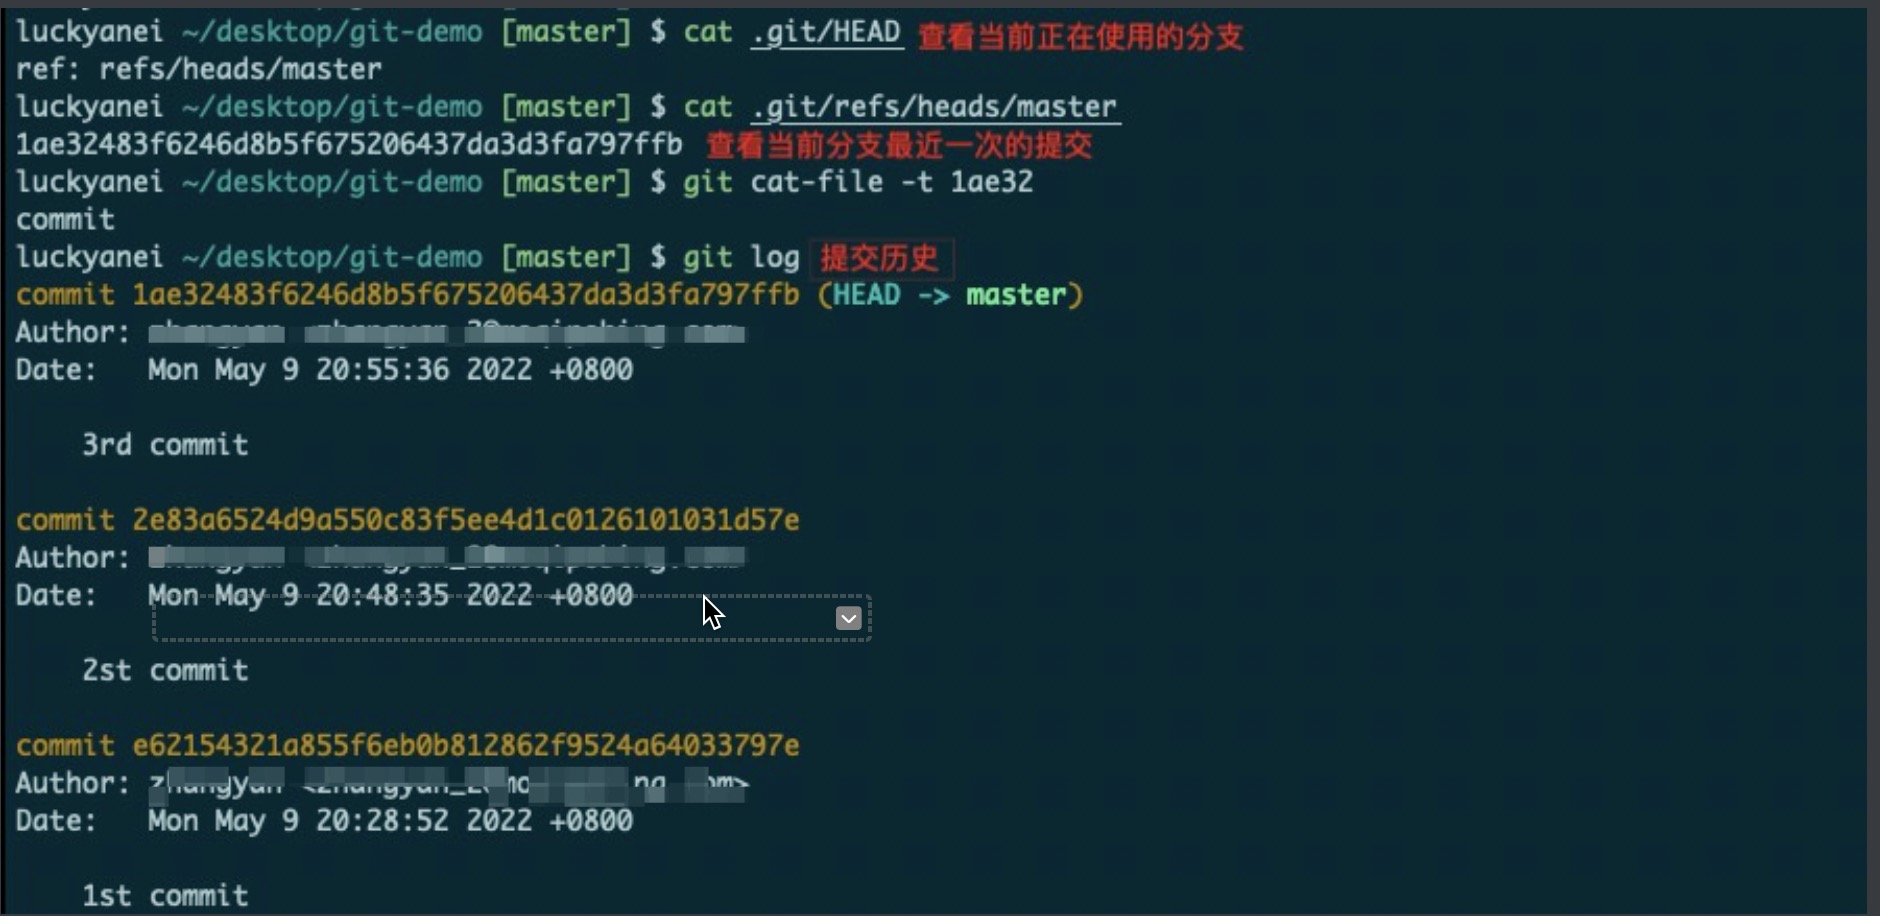 luckyanei ~/desktop/git-demo [master] $ cat .git/HEAD 查看当前正在使用的分支
ref: refs/heads/master
luckyanei ~/desktop/git-demo [master] $ cat .git/refs/heads/master
1ae32483f6246d8b5f675206437da3d3fa797ffb 查看当前分支最近一次的提交
luckyanei ~/desktop/git-demo [master] $ git cat-file -t 1ae32
commit
luckyanei ~/desktop/git-demo [master] $ git log 提交历史
commit 1ae32483f6246d8b5f675206437da3d3fa797ffb (HEAD -> master)
Author:
Date:   Mon May 9 20:55:36 2022 +0800
3rd commit
commit 2e83a6524d9a550c83f5ee4d1c0126101031d57e
Author:
Date:   Mon May 9 20:48:35 2022 +0800
2st commit
commit e62154321a855f6eb0b812862f9524a64033797e
Author:
Date:   Mon May 9 20:28:52 2022 +0800
1st commit